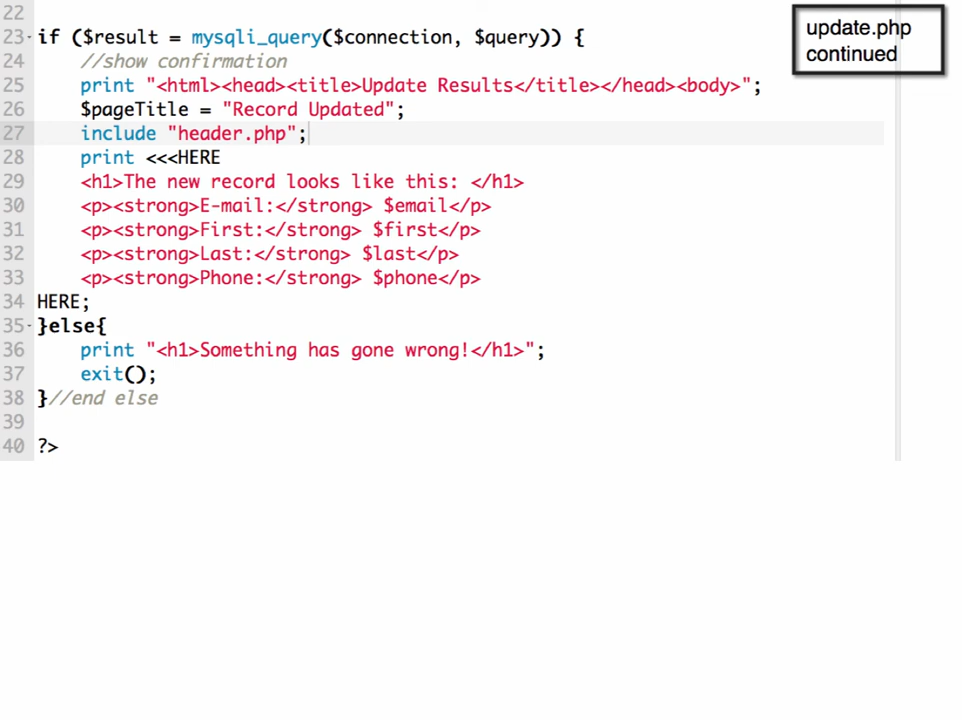 22
23 if ($result = mysqli_query($connection, $query)) {
24     //show confirmation
25     print "<html><head><title>Update Results</title></head><body>";
26     $pageTitle = "Record Updated";
27     include "header.php";
28     print <<<HERE
29     <h1>The new record looks like this: </h1>
30     <p><strong>E-mail:</strong> $email</p>
31     <p><strong>First:</strong> $first</p>
32     <p><strong>Last:</strong> $last</p>
33     <p><strong>Phone:</strong> $phone</p>
34 HERE;
35 }else{
36     print "<h1>Something has gone wrong!</h1>";
37     exit();
38 }//end else
39
40 ?>
update.php
continued